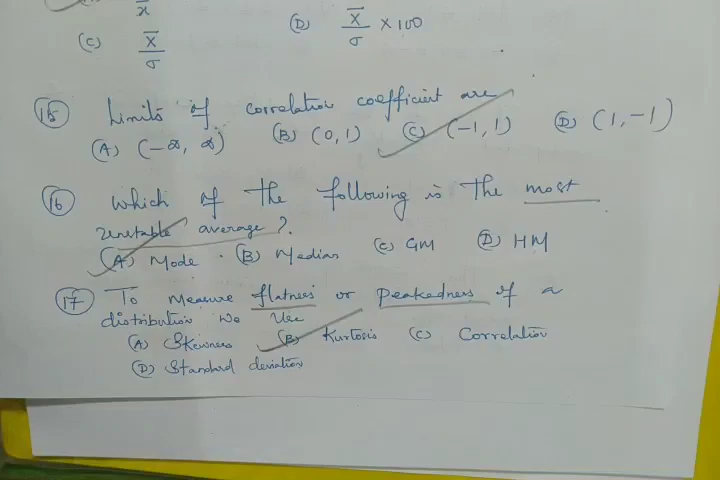 x̄
(C) X̄/σ (D) X̄/σ × 100
15 Limits of correlation coefficient are
(A) (-∞, ∞) (B) (0, 1) (C) (-1, 1) (D) (1, -1)
16 Which of the following is the most
unstable average?
(A) Mode (B) Median (C) GM (D) HM
17 To measure flatness or peakedness of a
distribution we use
(A) Skewness (B) Kurtosis (C) Correlation
(D) Standard deviation